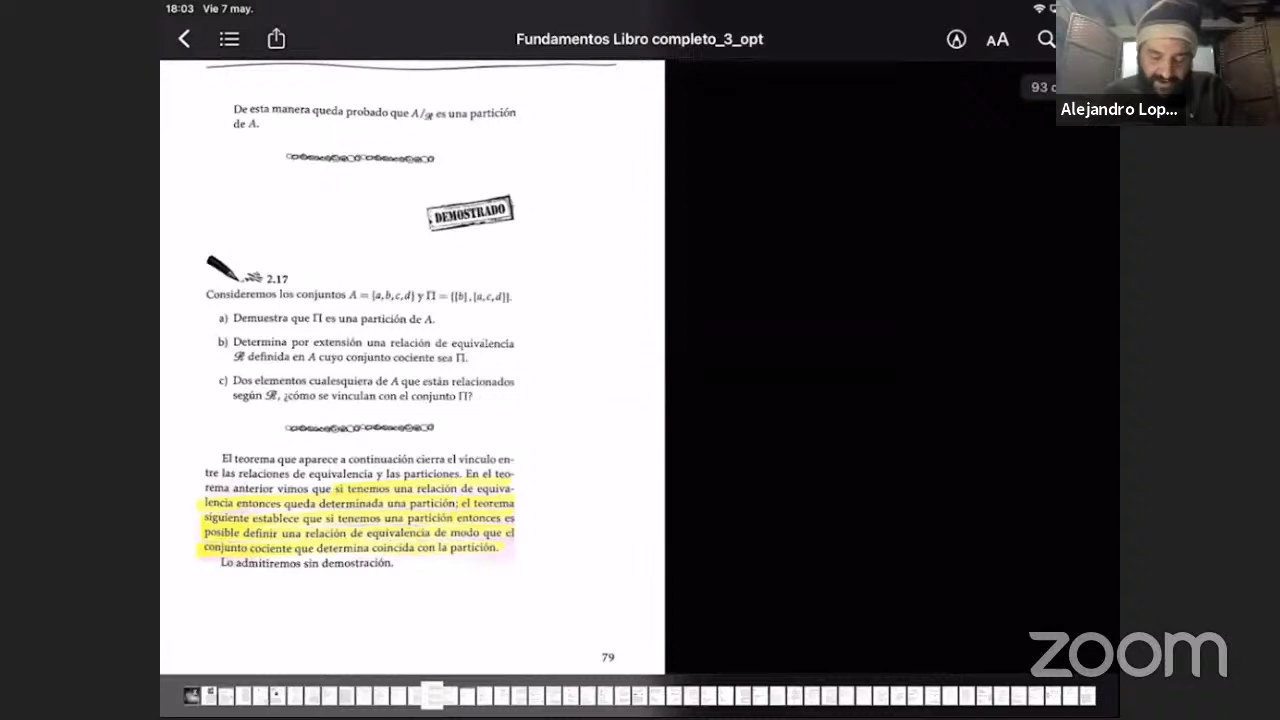 18:03 Vie 7 may.
Fundamentos Libro completo_3_opt
AA
93
Alejandro Lop...
De esta manera queda probado que A/ℛ es una partición
de A.
DEMOSTRADO
2.17
Consideremos los conjuntos A = {a,b,c,d} y Π = {{b},{a,c,d}}.
a) Demuestra que Π es una partición de A.
b) Determina por extensión una relación de equivalencia
ℛ definida en A cuyo conjunto cociente sea Π.
c) Dos elementos cualesquiera de A que están relacionados
según ℛ, ¿cómo se vinculan con el conjunto Π?
El teorema que aparece a continuación cierra el vínculo en-
tre las relaciones de equivalencia y las particiones. En el teo-
rema anterior vimos que si tenemos una relación de equiva-
lencia entonces queda determinada una partición; el teorema
siguiente establece que si tenemos una partición entonces es
posible definir una relación de equivalencia de modo que el
conjunto cociente que determina coincida con la partición.
Lo admitiremos sin demostración.
79
zoom